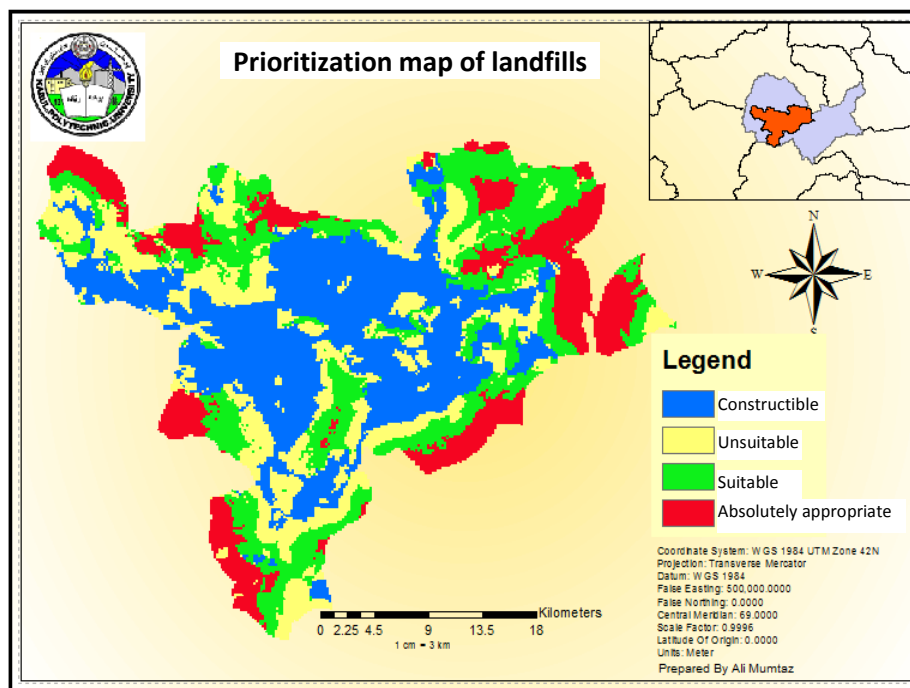 Prioritization map of landfills
KABUL POLYTECHNIC UNIVERSITY
N
W
E
S
Legend
Constructible
Unsuitable
Suitable
Absolutely appropriate
Coordinate System: WGS 1984 UTM Zone 42N
Projection: Transverse Mercator
Datum: WGS 1984
False Easting: 500,000.0000
False Northing: 0.0000
Central Meridian: 69.0000
Scale Factor: 0.9996
Latitude Of Origin: 0.0000
Units: Meter
Prepared By Ali Mumtaz
Kilometers
0 2.25 4.5 9 13.5 18
1 cm = 3 km